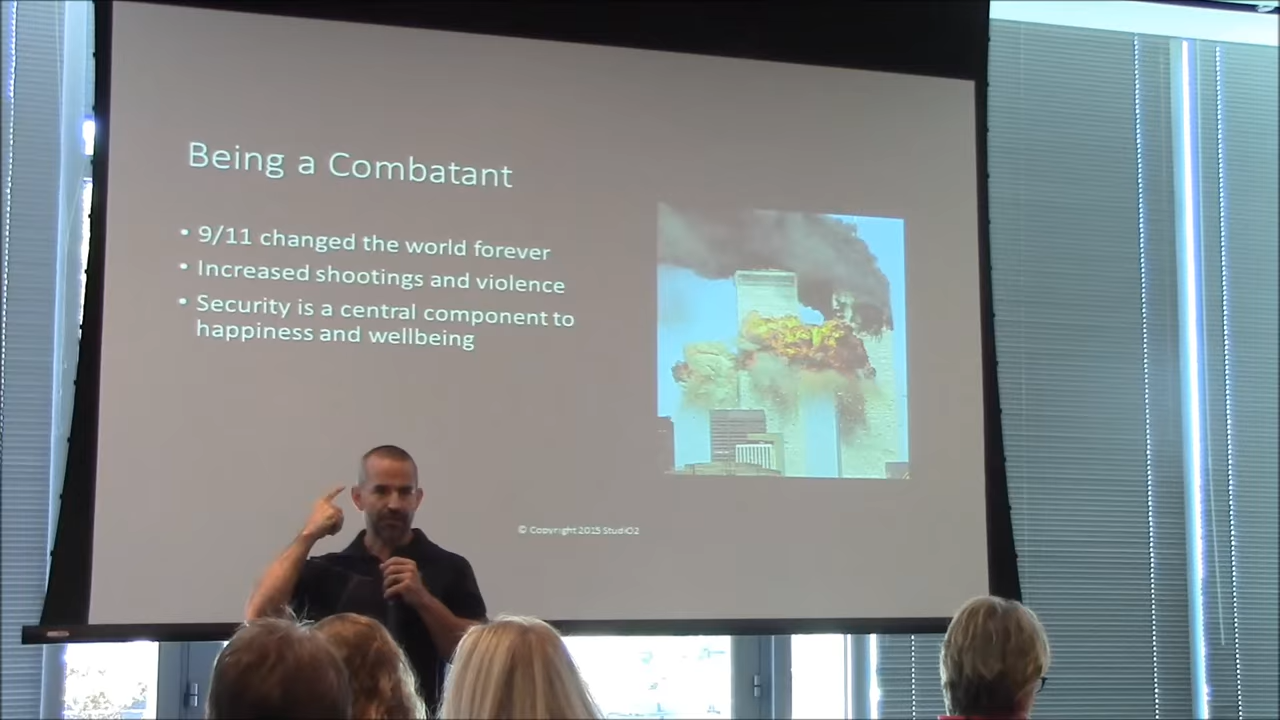 Being a Combatant
• 9/11 changed the world forever
• Increased shootings and violence
• Security is a central component to
happiness and wellbeing
© Copyright 2015 StudiO2